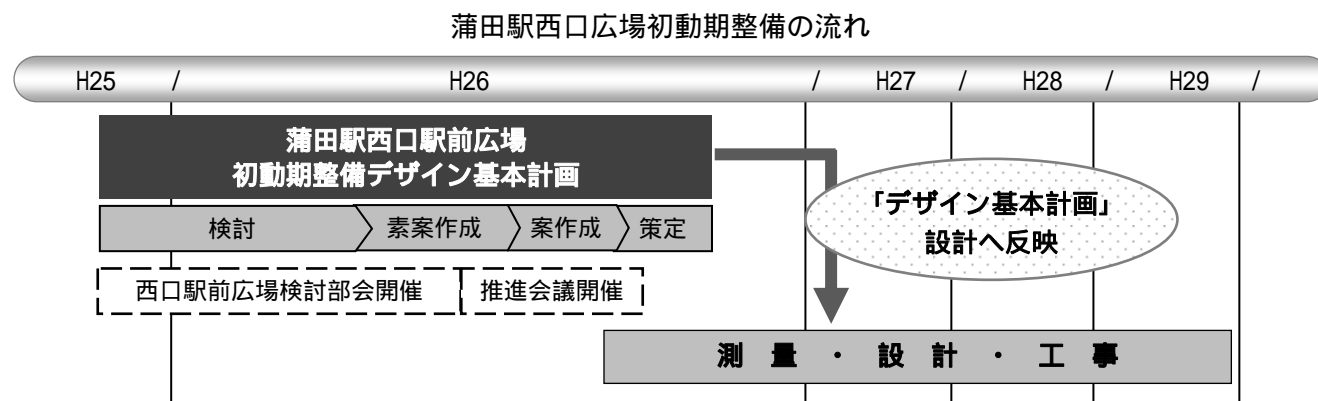 蒲田駅西口広場初動期整備の流れ
H25 / H26 / H27 / H28 / H29 /
蒲田駅西口駅前広場
初動期整備デザイン基本計画
「デザイン基本計画」
設計へ反映
検討 素案作成 案作成 策定
西口駅前広場検討部会開催 推進会議開催
測量・設計・工事